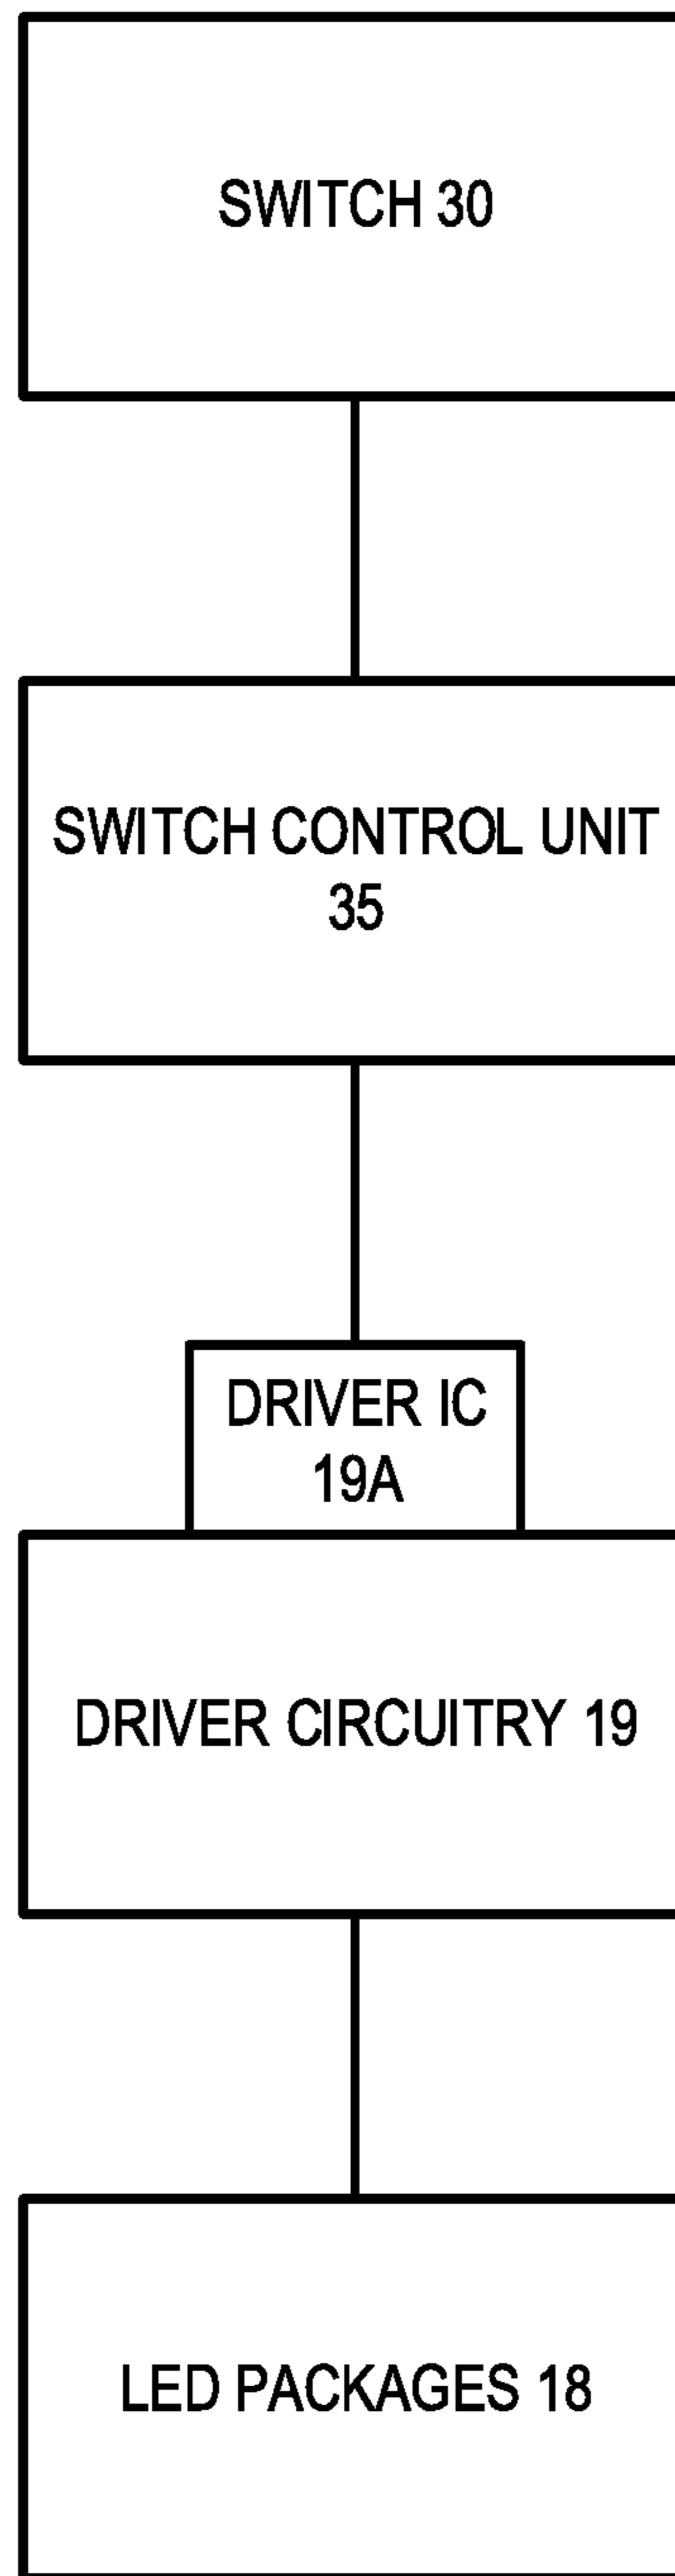 SWITCH 30
SWITCH CONTROL UNIT
35
DRIVER IC
19A
DRIVER CIRCUITRY 19
LED PACKAGES 18